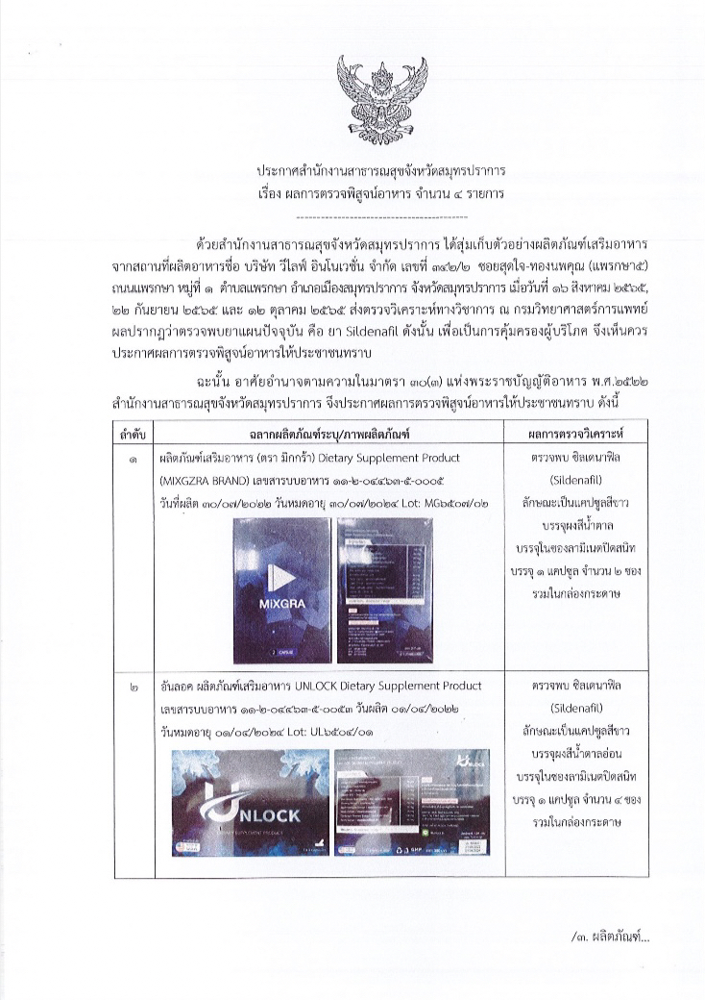 ประกาศสำนักงานสาธารณสุขจังหวัดสมุทรปราการ
เรื่อง ผลการตรวจพิสูจน์อาหาร จำนวน ๔ รายการ
ด้วยสำนักงานสาธารณสุขจังหวัดสมุทรปราการ ได้สุ่มเก็บตัวอย่างผลิตภัณฑ์เสริมอาหาร
จากสถานที่ผลิตอาหารชื่อ บริษัท วีไลฟ์ อินโนเวชั่น จำกัด เลขที่ ๓๔๒/๒ ซอยสุดใจ-ทองนพคุณ (แพรกษา๕)
ถนนแพรกษา หมู่ที่ ๑ ตำบลแพรกษา อำเภอเมืองสมุทรปราการ จังหวัดสมุทรปราการ เมื่อวันที่ ๑๖ สิงหาคม ๒๕๖๕,
๒๒ กันยายน ๒๕๖๕ และ ๑๒ ตุลาคม ๒๕๖๕ ส่งตรวจวิเคราะห์ทางวิชาการ ณ กรมวิทยาศาสตร์การแพทย์
ผลปรากฏว่าตรวจพบยาแผนปัจจุบัน คือ ยา Sildenafil ดังนั้น เพื่อเป็นการคุ้มครองผู้บริโภค จึงเห็นควร
ประกาศผลการตรวจพิสูจน์อาหารให้ประชาชนทราบ
ฉะนั้น อาศัยอำนาจตามความในมาตรา ๓๐(๓) แห่งพระราชบัญญัติอาหาร พ.ศ.๒๕๒๒
สำนักงานสาธารณสุขจังหวัดสมุทรปราการ จึงประกาศผลการตรวจพิสูจน์อาหารให้ประชาชนทราบ ดังนี้
ลำดับ ฉลากผลิตภัณฑ์ระบุ/ภาพผลิตภัณฑ์ ผลการตรวจวิเคราะห์
๑ ผลิตภัณฑ์เสริมอาหาร (ตรา มิกกร้า) Dietary Supplement Product
(MIXGZRA BRAND) เลขสารบบอาหาร ๑๑-๒-๐๔๔๖๓-๕-๐๐๐๕
วันที่ผลิต ๓๐/๐๗/๒๐๒๒ วันหมดอายุ ๓๐/๐๗/๒๐๒๔ Lot: MG๖๕๐๗/๐๒
MiXGRA
2 CAPSULE
ตรวจพบ ซิลเดนาฟิล
(Sildenafil)
ลักษณะเป็นแคปซูลสีขาว
บรรจุผงสีน้ำตาล
บรรจุในซองลามิเนตปิดสนิท
บรรจุ ๑ แคปซูล จำนวน ๒ ซอง
รวมในกล่องกระดาษ
๒ อันลอค ผลิตภัณฑ์เสริมอาหาร UNLOCK Dietary Supplement Product
เลขสารบบอาหาร ๑๑-๒-๐๔๔๖๓-๕-๐๐๕๓ วันผลิต ๐๑/๐๔/๒๐๒๒
วันหมดอายุ ๐๑/๐๔/๒๐๒๔ Lot: UL๖๕๐๔/๐๑
UNLOCK
DIETARY SUPPLEMENT PRODUCT
UNLOCK
GMP
ตรวจพบ ซิลเดนาฟิล
(Sildenafil)
ลักษณะเป็นแคปซูลสีขาว
บรรจุผงสีน้ำตาลอ่อน
บรรจุในซองลามิเนตปิดสนิท
บรรจุ ๑ แคปซูล จำนวน ๔ ซอง
รวมในกล่องกระดาษ
/๓. ผลิตภัณฑ์...